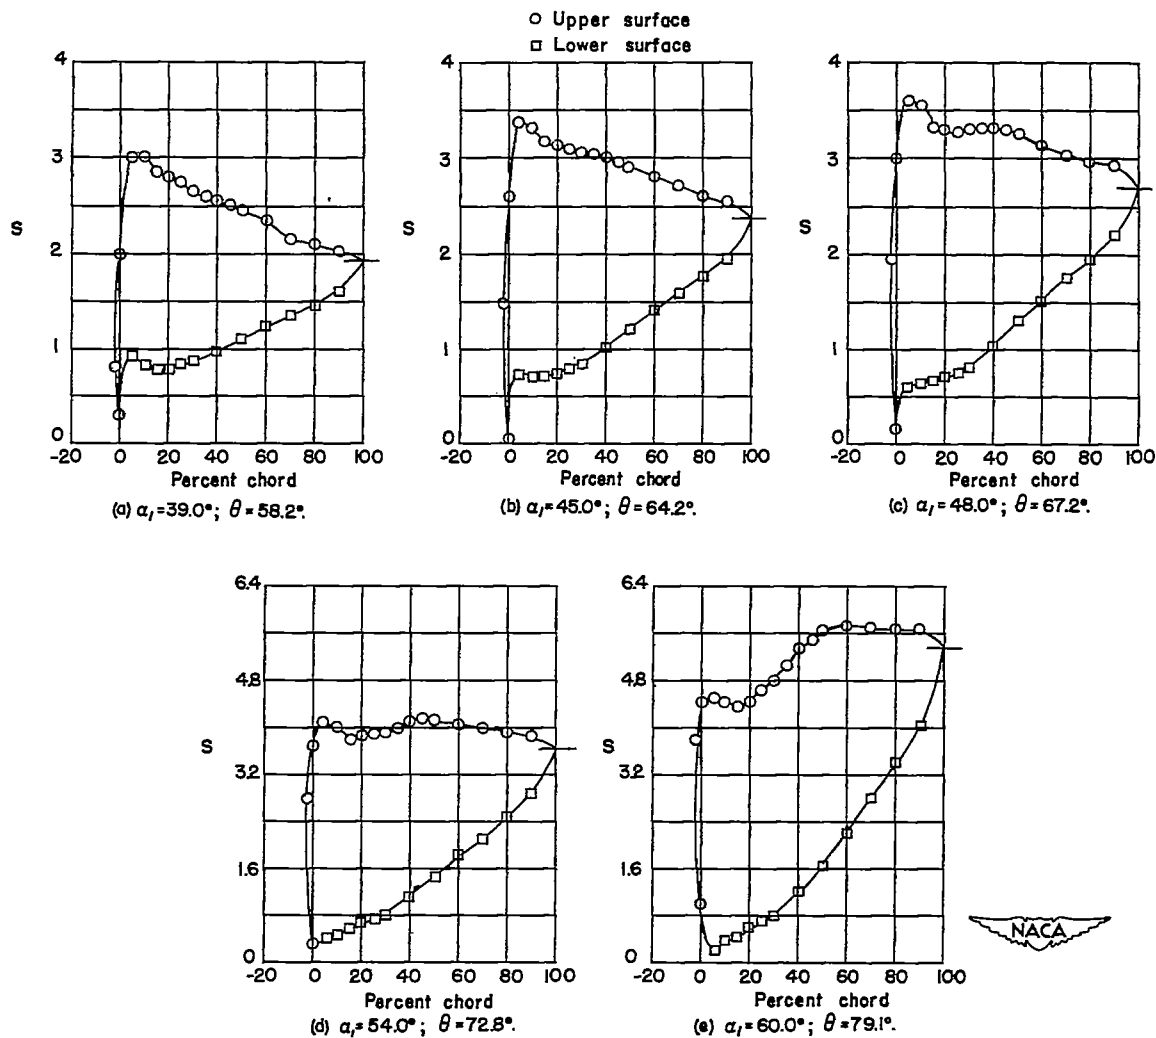 Upper surface
Lower surface
4
3
S
2
1
0
-20 0 20 40 60 80 100
Percent chord
(a) α₁=39.0°; θ=58.2°.
4
3
S
2
1
0
-20 0 20 40 60 80 100
Percent chord
(b) α₁=45.0°; θ=64.2°.
4
3
S
2
1
0
-20 0 20 40 60 80 100
Percent chord
(c) α₁=48.0°; θ=67.2°.
6.4
4.8
S
3.2
1.6
0
-20 0 20 40 60 80 100
Percent chord
(d) α₁=54.0°; θ=72.8°.
6.4
4.8
S
3.2
1.6
0
-20 0 20 40 60 80 100
Percent chord
(e) α₁=60.0°; θ=79.1°.
NACA